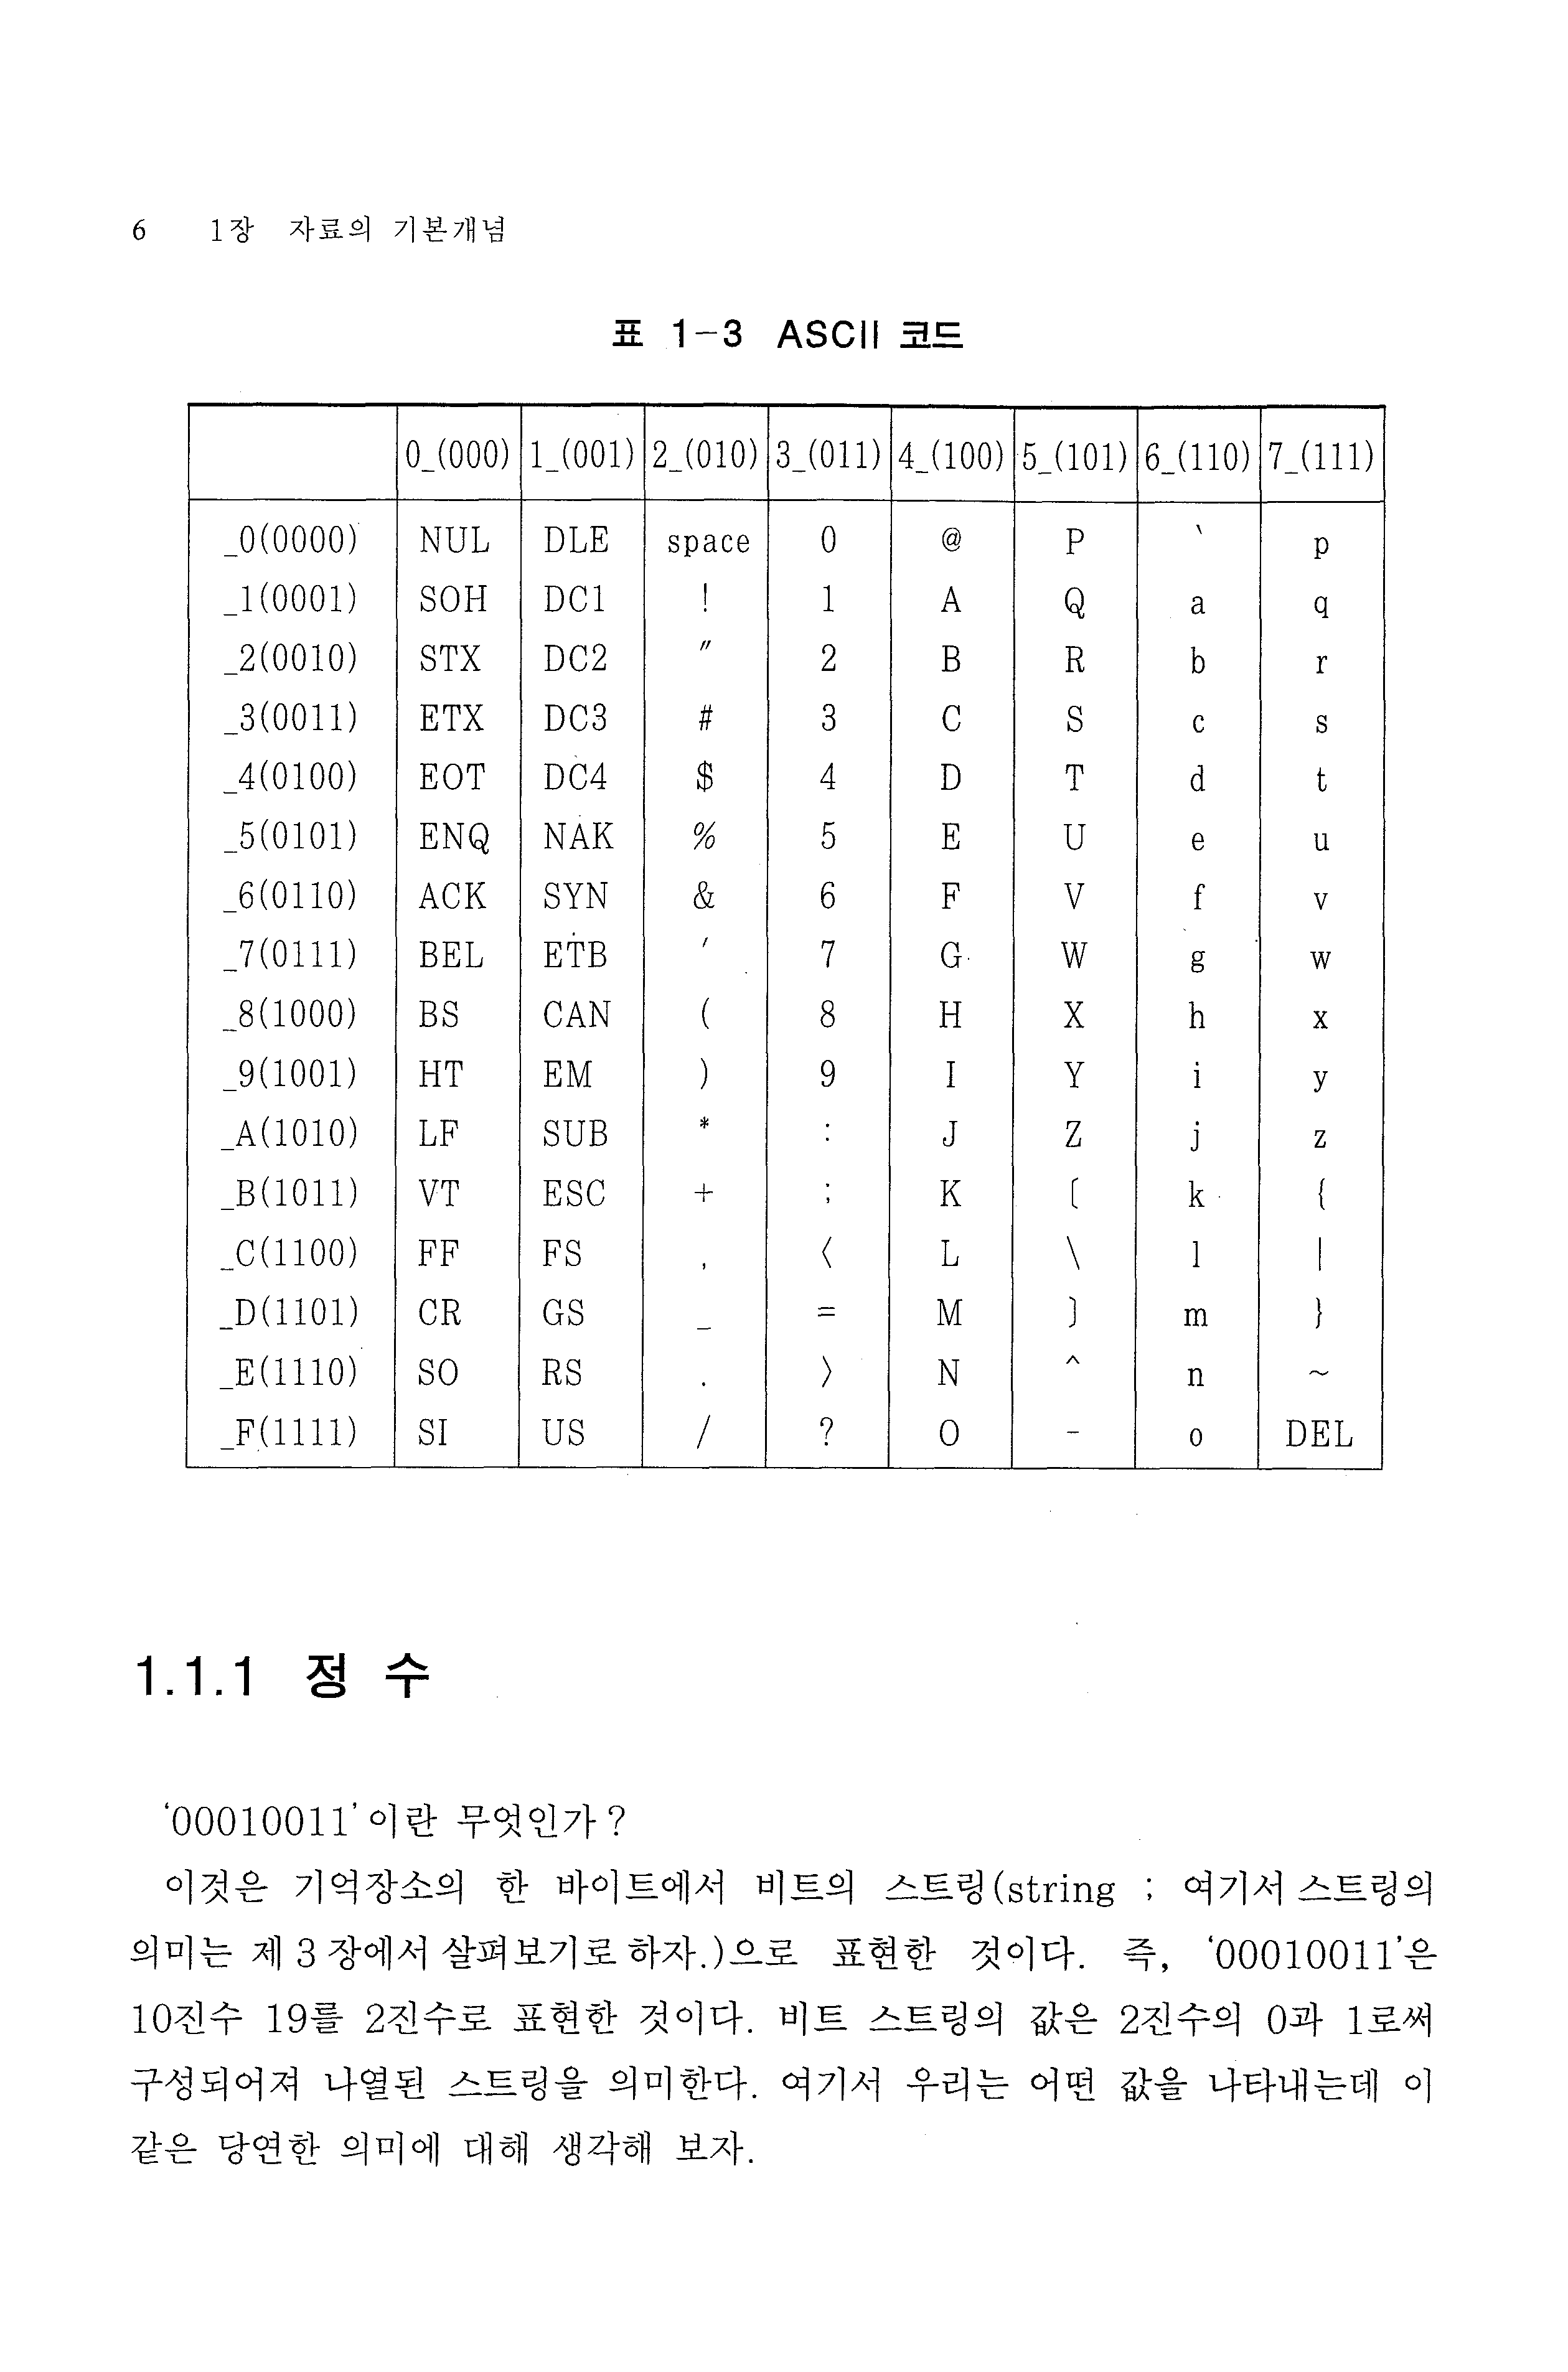 6 1장 자료의 기본개념
표 1-3 ASCII 코드
0_(000) 1_(001) 2_(010) 3_(011) 4_(100) 5_(101) 6_(110) 7_(111)
_0(0000) NUL DLE space 0 @ P ` p
_1(0001) SOH DC1 ! 1 A Q a q
_2(0010) STX DC2 " 2 B R b r
_3(0011) ETX DC3 # 3 C S c s
_4(0100) EOT DC4 $ 4 D T d t
_5(0101) ENQ NAK % 5 E U e u
_6(0110) ACK SYN & 6 F V f v
_7(0111) BEL ETB ′ 7 G W g w
_8(1000) BS CAN ( 8 H X h x
_9(1001) HT EM ) 9 I Y i y
_A(1010) LF SUB * : J Z j z
_B(1011) VT ESC + ; K [ k {
_C(1100) FF FS , < L \ l |
_D(1101) CR GS _ = M ] m }
_E(1110) SO RS . > N ^ n ~
_F(1111) SI US / ? O - o DEL
1.1.1 정 수
‘00010011’이란 무엇인가?
이것은 기억장소의 한 바이트에서 비트의 스트링(string ; 여기서 스트링의
의미는 제 3 장에서 살펴보기로 하자.)으로 표현한 것이다. 즉, ‘00010011’은
10진수 19를 2진수로 표현한 것이다. 비트 스트링의 값은 2진수의 0과 1로써
구성되어져 나열된 스트링을 의미한다. 여기서 우리는 어떤 값을 나타내는데 이
같은 당연한 의미에 대해 생각해 보자.